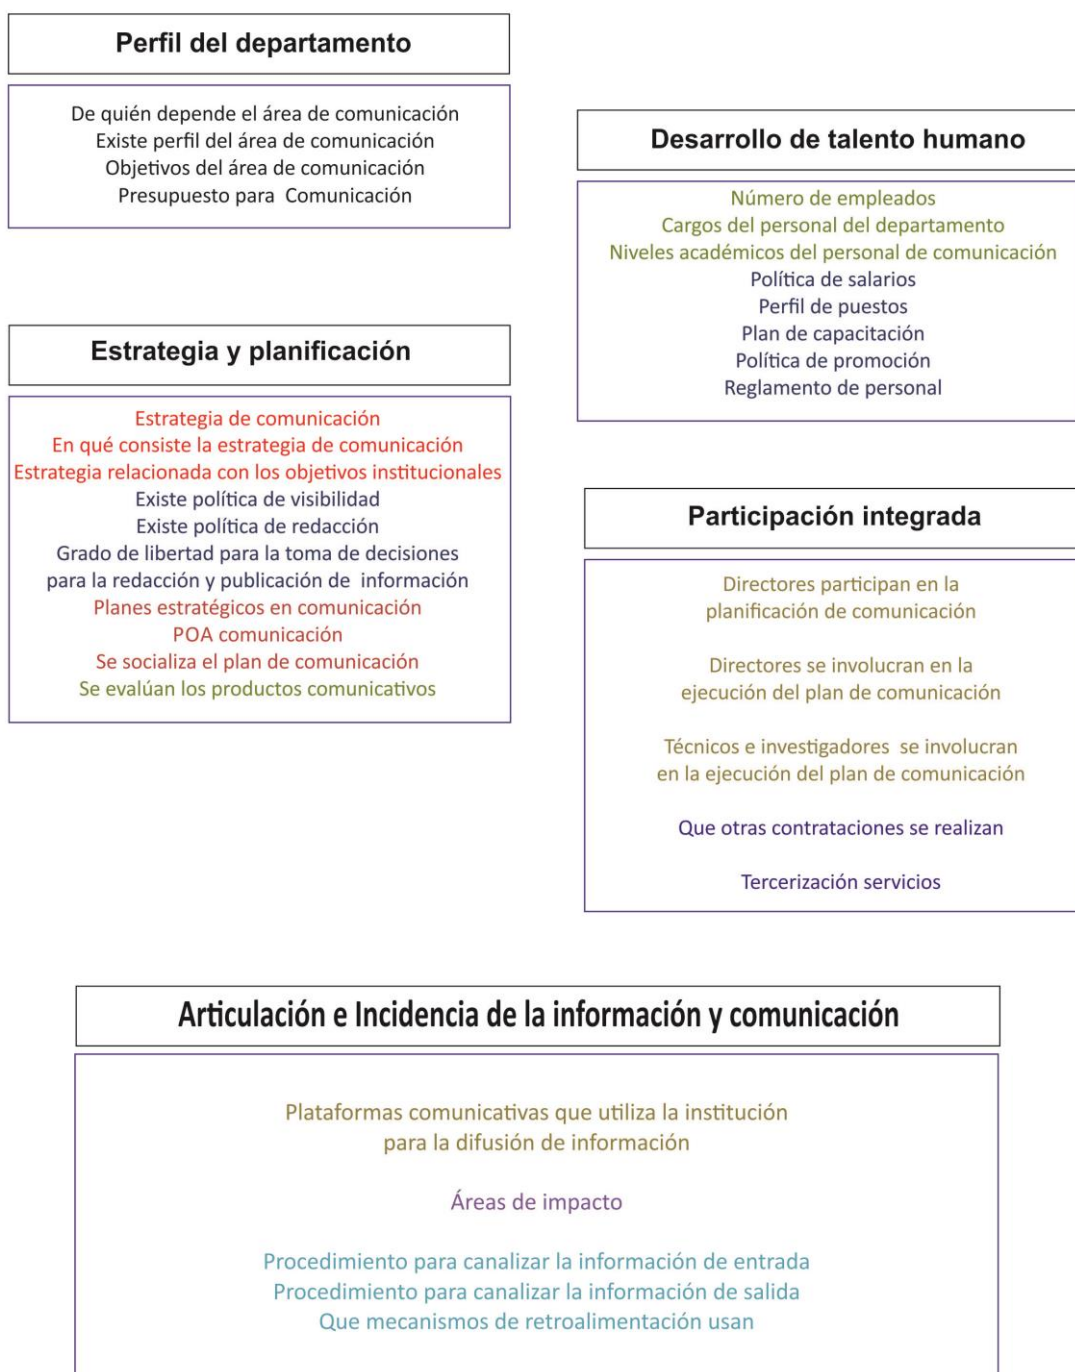 Perfil del departamento
De quién depende el área de comunicación
Existe perfil del área de comunicación
Objetivos del área de comunicación
Presupuesto para Comunicación
Desarrollo de talento humano
Número de empleados
Cargos del personal del departamento
Niveles académicos del personal de comunicación
Política de salarios
Perfil de puestos
Plan de capacitación
Política de promoción
Reglamento de personal
Estrategia y planificación
Estrategia de comunicación
En qué consiste la estrategia de comunicación
Estrategia relacionada con los objetivos institucionales
Existe política de visibilidad
Existe política de redacción
Grado de libertad para la toma de decisiones
para la redacción y publicación de información
Planes estratégicos en comunicación
POA comunicación
Se socializa el plan de comunicación
Se evalúan los productos comunicativos
Participación integrada
Directores participan en la
planificación de comunicación
Directores se involucran en la
ejecución del plan de comunicación
Técnicos e investigadores se involucran
en la ejecución del plan de comunicación
Que otras contrataciones se realizan
Tercerización servicios
Articulación e Incidencia de la información y comunicación
Plataformas comunicativas que utiliza la institución
para la difusión de información
Áreas de impacto
Procedimiento para canalizar la información de entrada
Procedimiento para canalizar la información de salida
Que mecanismos de retroalimentación usan